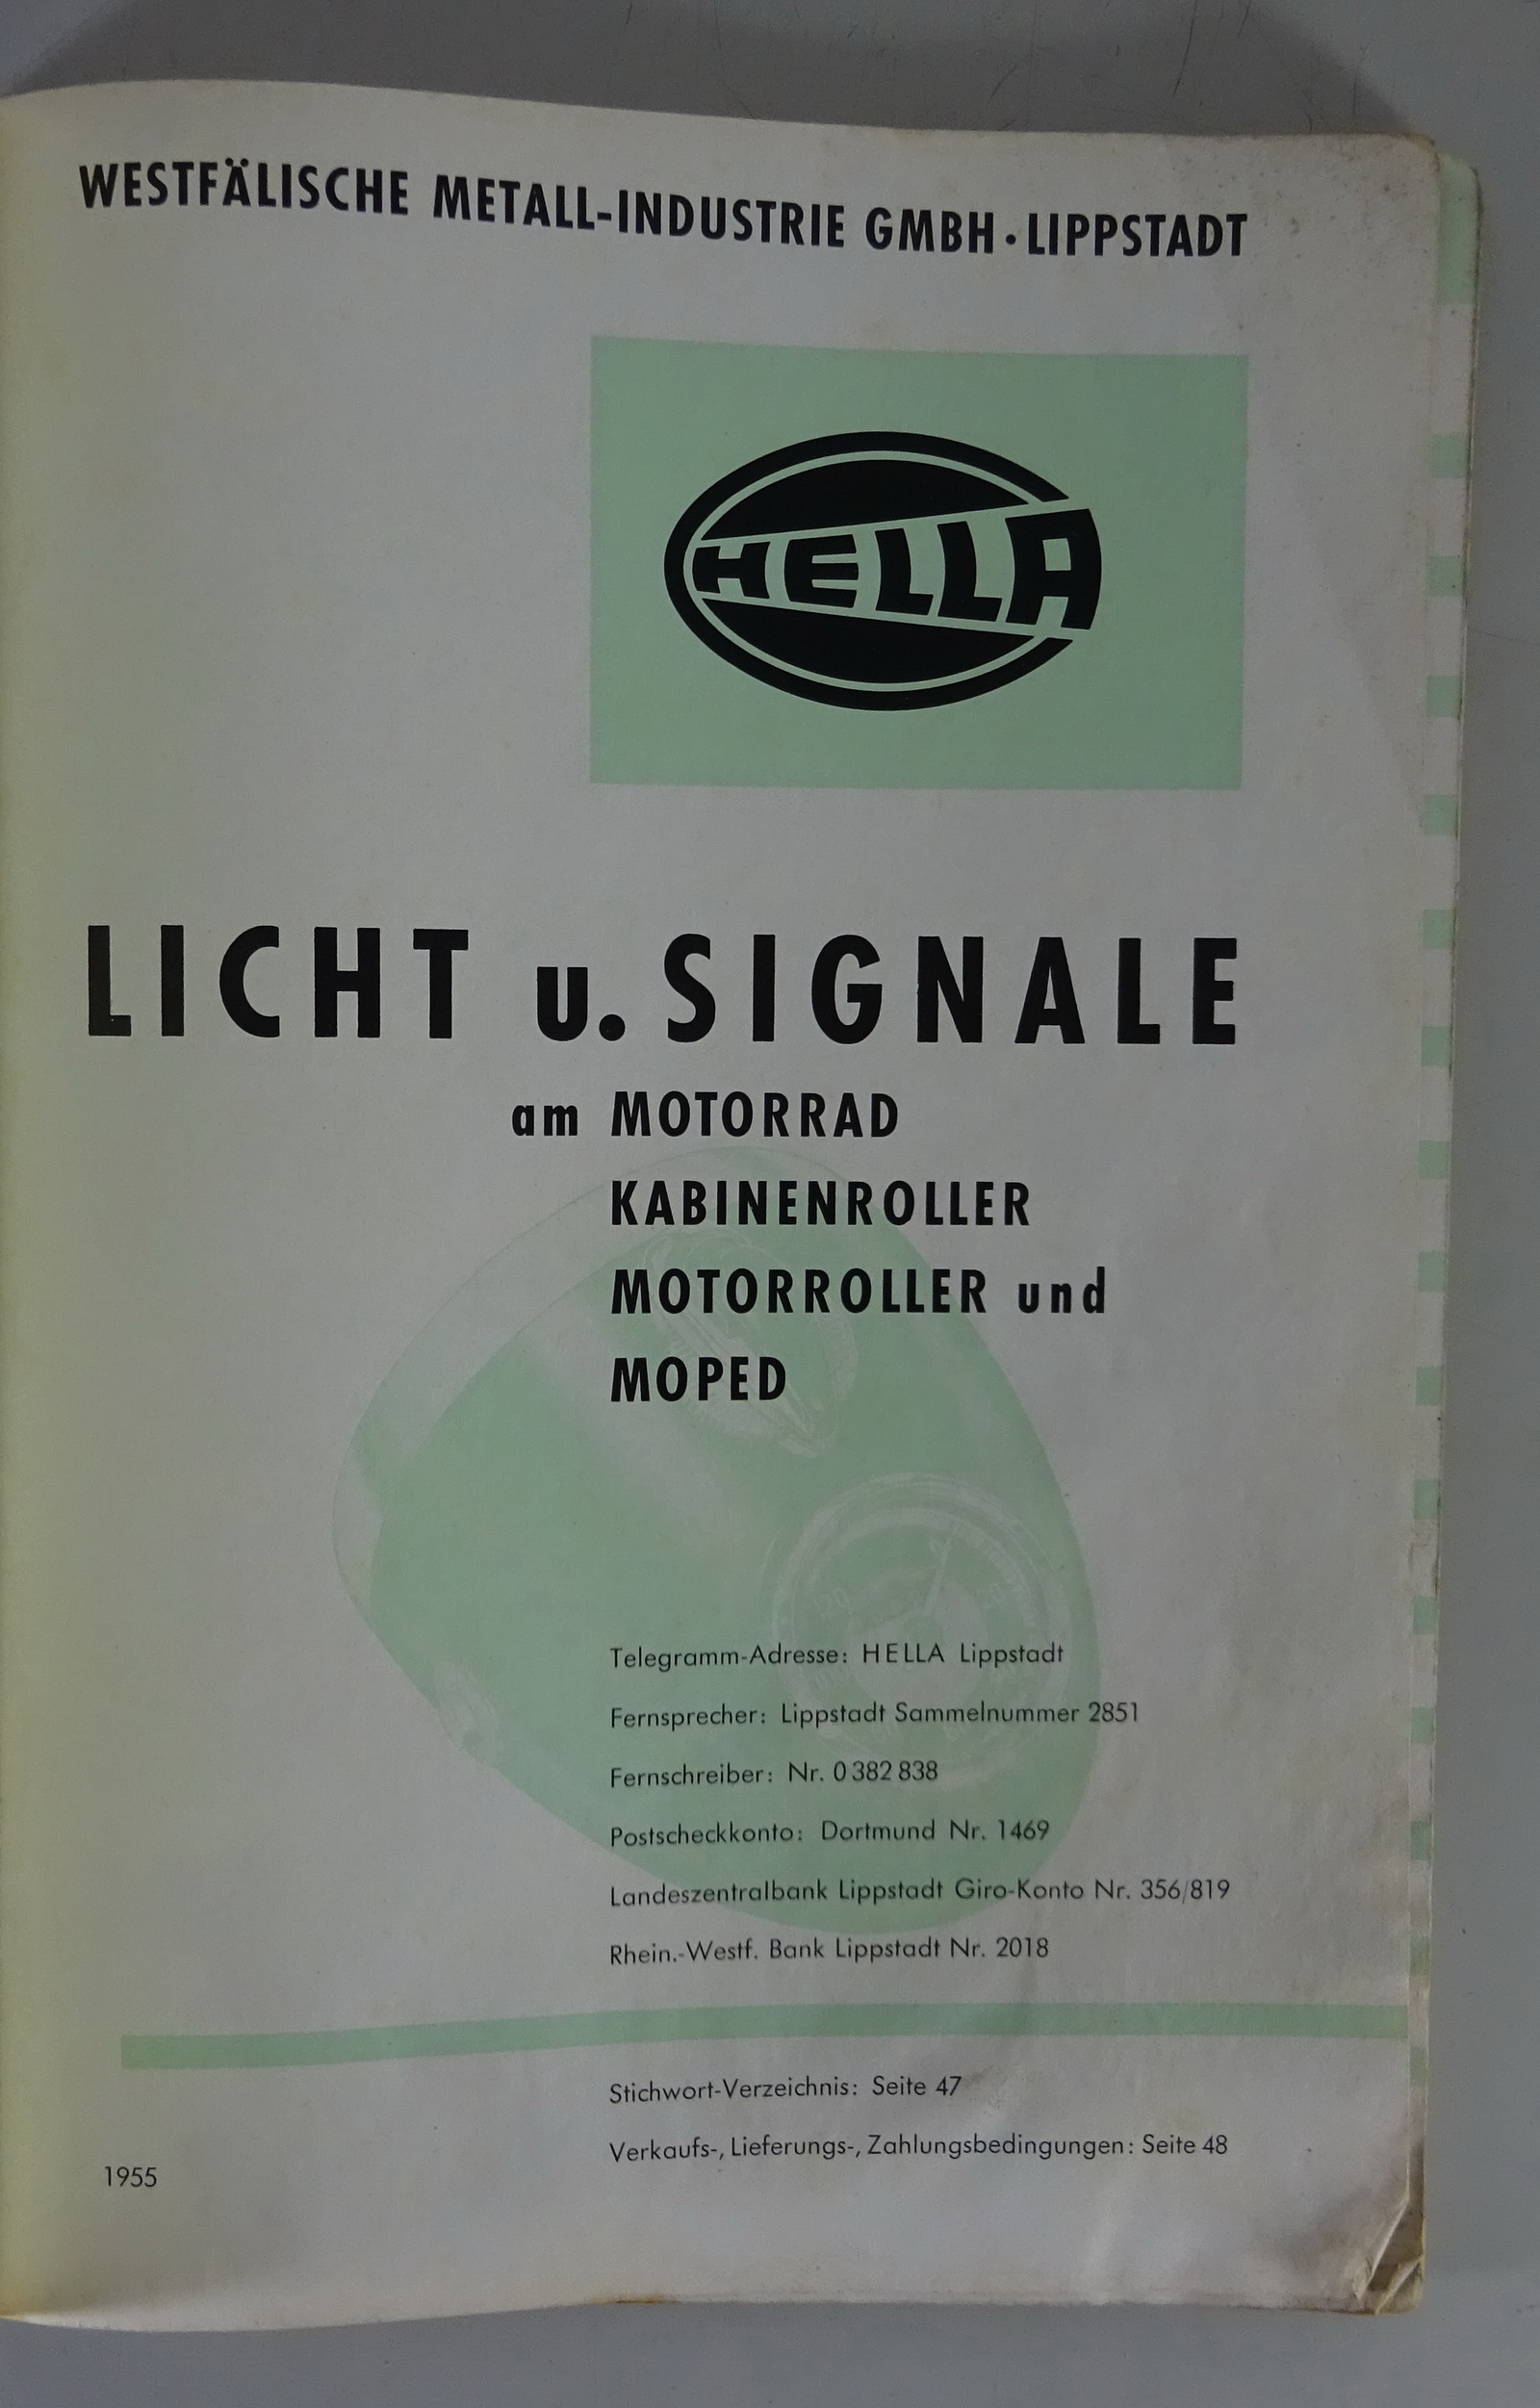 WESTFÄLISCHE METALL-INDUSTRIE GMBH · LIPPSTADT
HELLA
LICHT u. SIGNALE
am MOTORRAD
KABINENROLLER
MOTORROLLER und
MOPED
Telegramm-Adresse: HELLA Lippstadt
Fernsprecher: Lippstadt Sammelnummer 2851
Fernschreiber: Nr. 0 382 838
Postscheckkonto: Dortmund Nr. 1469
Landeszentralbank Lippstadt Giro-Konto Nr. 356/819
Rhein.-Westf. Bank Lippstadt Nr. 2018
Stichwort-Verzeichnis: Seite 47
Verkaufs-, Lieferungs-, Zahlungsbedingungen: Seite 48
1955